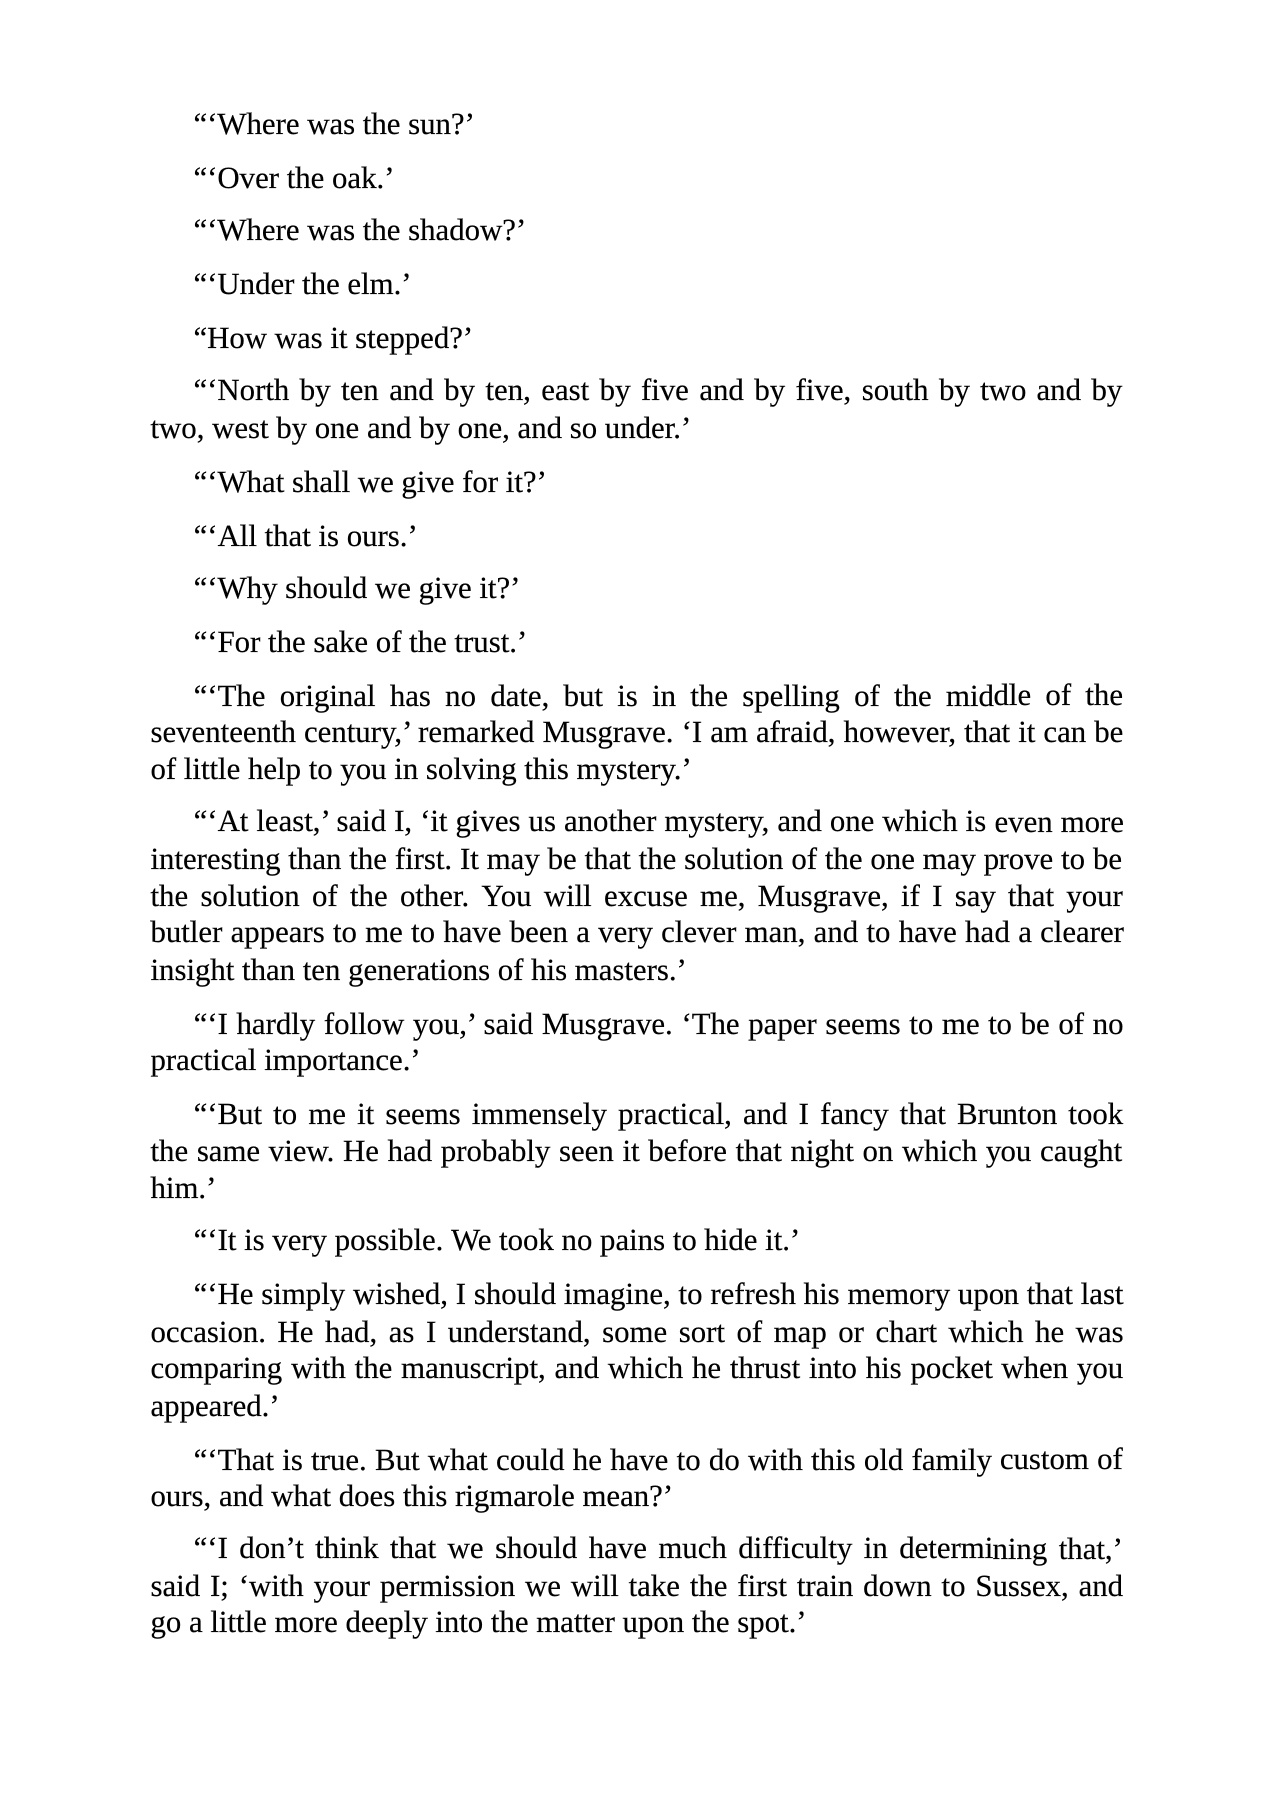 “‘Where was the sun?’
“‘Over the oak.’
“‘Where was the shadow?’
“‘Under the elm.’
“How was it stepped?’
“‘North by ten and by ten, east by five and by five, south by two and by
two, west by one and by one, and so under.’
“‘What shall we give for it?’
“‘All that is ours.’
“‘Why should we give it?’
“‘For the sake of the trust.’
“‘The original has no date, but is in the spelling of the middle of the
seventeenth century,’ remarked Musgrave. ‘I am afraid, however, that it can be
of little help to you in solving this mystery.’
“‘At least,’ said I, ‘it gives us another mystery, and one which is even more
interesting than the first. It may be that the solution of the one may prove to be
the solution of the other. You will excuse me, Musgrave, if I say that your
butler appears to me to have been a very clever man, and to have had a clearer
insight than ten generations of his masters.’
“‘I hardly follow you,’ said Musgrave. ‘The paper seems to me to be of no
practical importance.’
“‘But to me it seems immensely practical, and I fancy that Brunton took
the same view. He had probably seen it before that night on which you caught
him.’
“‘It is very possible. We took no pains to hide it.’
“‘He simply wished, I should imagine, to refresh his memory upon that last
occasion. He had, as I understand, some sort of map or chart which he was
comparing with the manuscript, and which he thrust into his pocket when you
appeared.’
“‘That is true. But what could he have to do with this old family custom of
ours, and what does this rigmarole mean?’
“‘I don’t think that we should have much difficulty in determining that,’
said I; ‘with your permission we will take the first train down to Sussex, and
go a little more deeply into the matter upon the spot.’